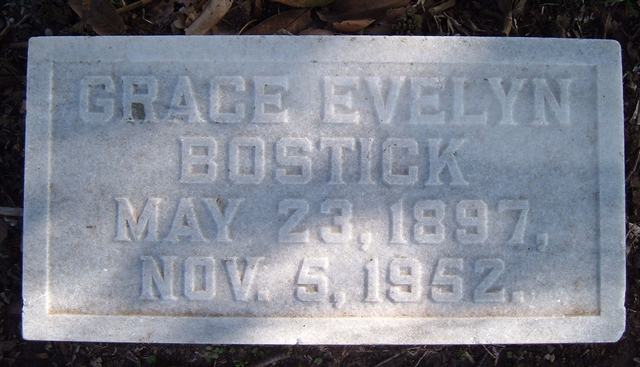 GRACE EVELYN
BOSTICK
MAY 23, 1897,
NOV. 5, 1952.